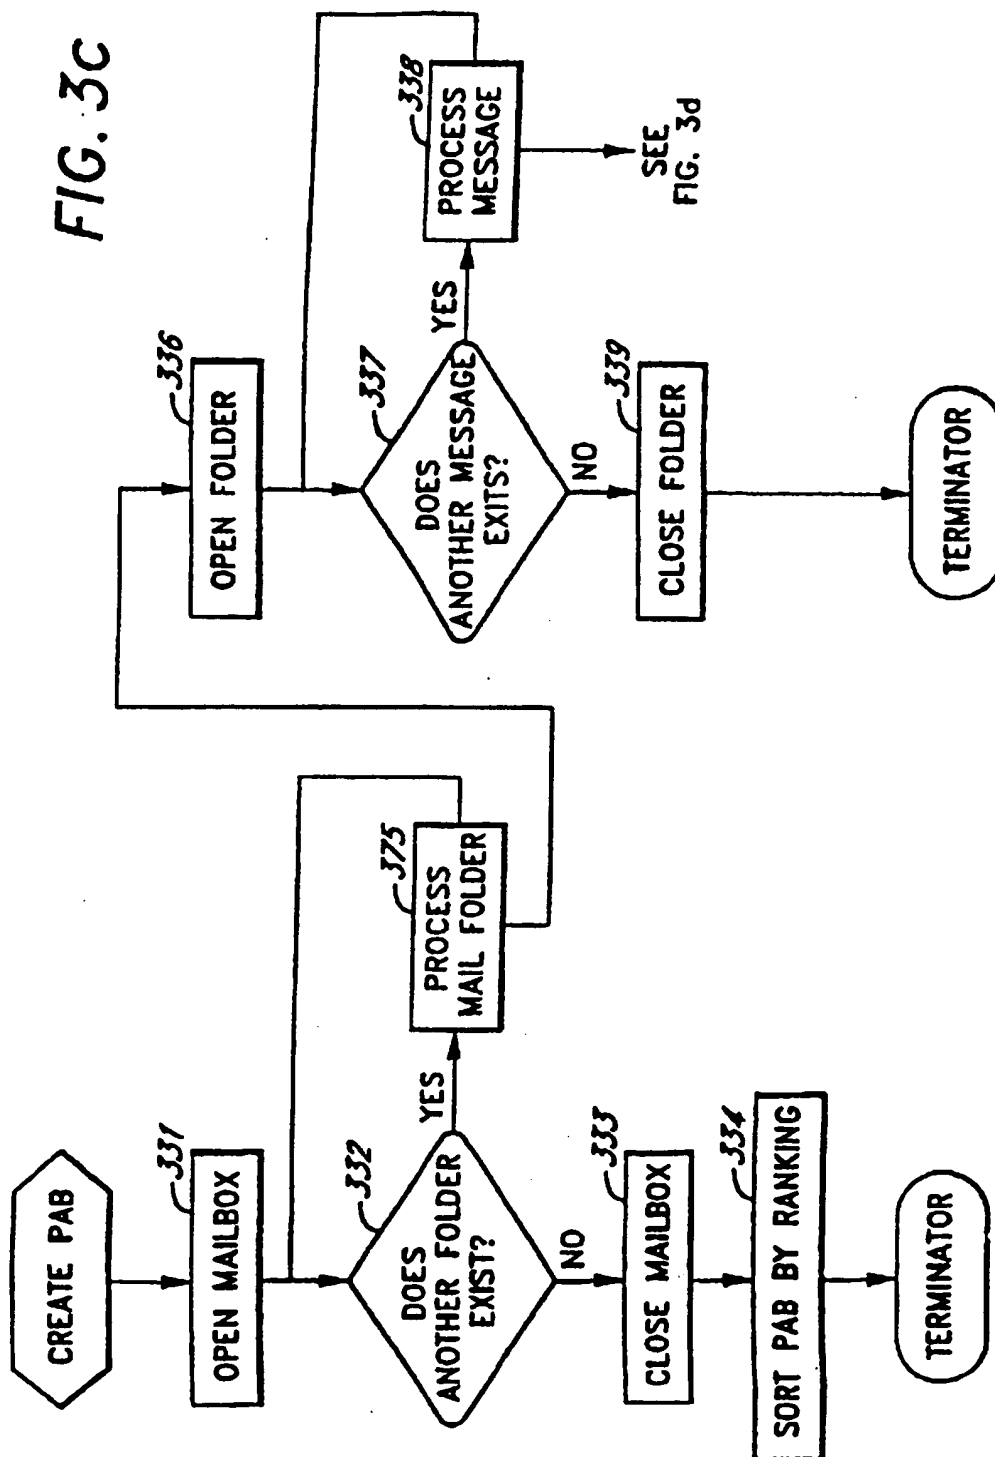 FIG. 3c
CREATE PAB
331
OPEN MAILBOX
332
DOES
ANOTHER FOLDER
EXIST?
YES
375
PROCESS
MAIL FOLDER
NO
333
CLOSE MAILBOX
334
SORT PAB BY RANKING
TERMINATOR
336
OPEN FOLDER
337
DOES
ANOTHER MESSAGE
EXITS?
YES
338
PROCESS
MESSAGE
SEE
FIG. 3d
NO
339
CLOSE FOLDER
TERMINATOR